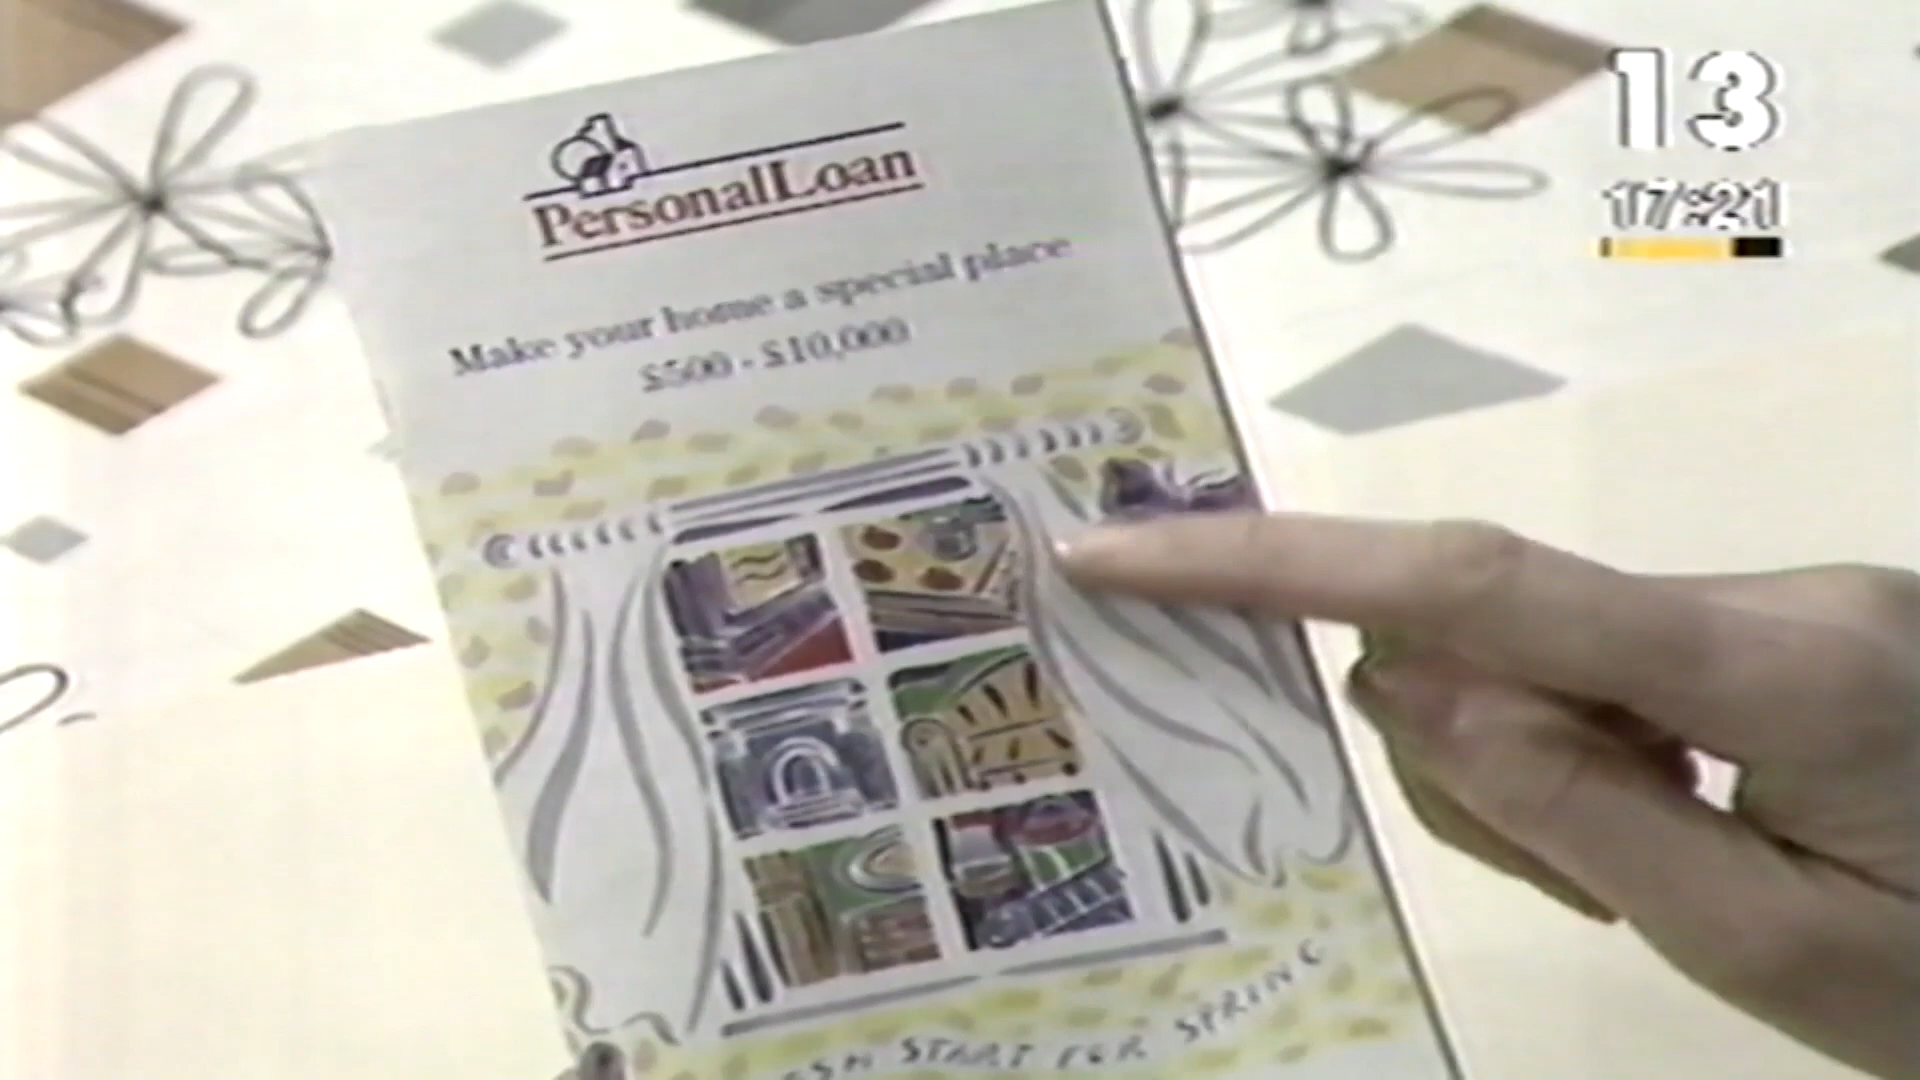 PersonalLoan
Make your home a special place
$500 - $10,000
START FOR SPRING
13
17:21